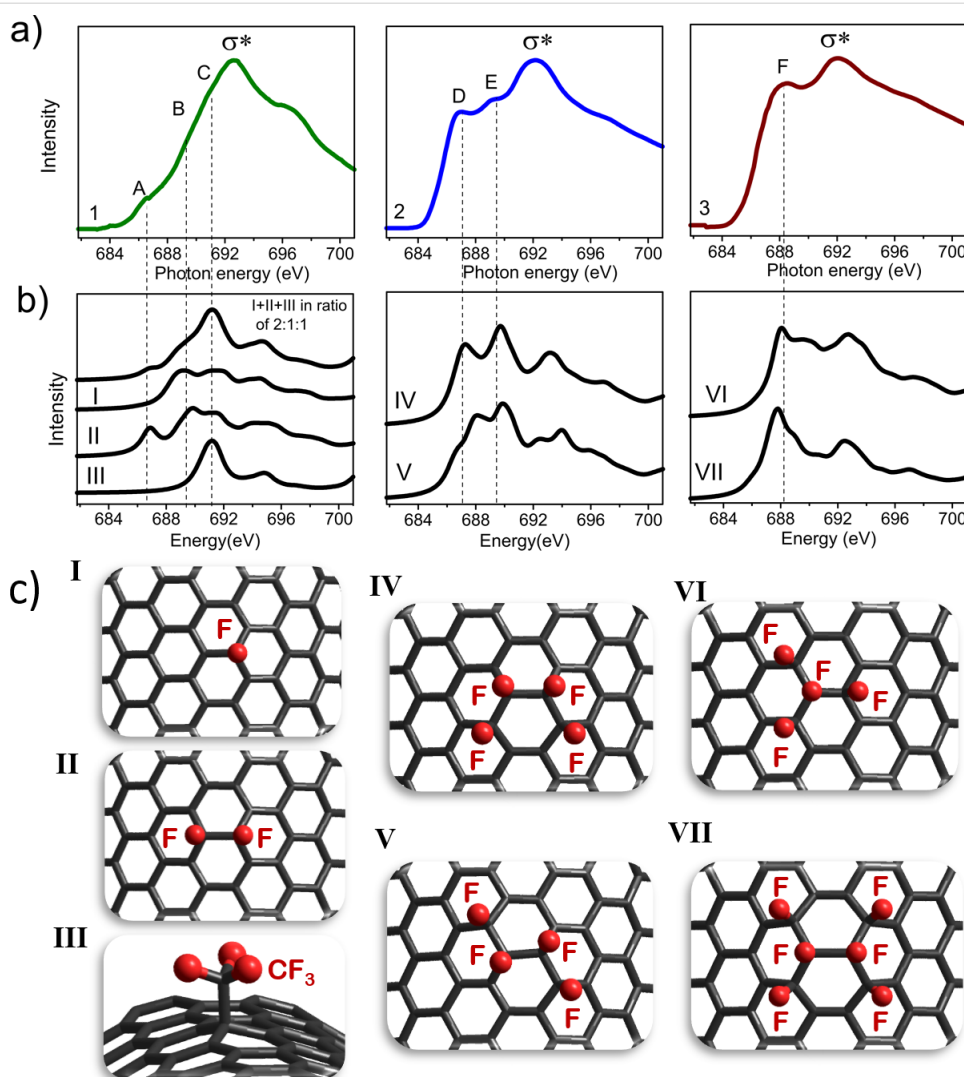 a)
σ*
C
B
A
1
Intensity
684 688 692 696 700
Photon energy (eV)
σ*
D
E
2
684 688 692 696 700
Photon energy (eV)
σ*
F
3
684 688 692 696 700
Photon energy (eV)
b)
I+II+III in ratio
of 2:1:1
I
II
III
Intensity
684 688 692 696 700
Energy(eV)
IV
V
684 688 692 696 700
Energy (eV)
VI
VII
684 688 692 696 700
Energy (eV)
c)
I
F
II
F F
III
CF₃
IV
F F
F F
V
F
F F
F
VI
F
F F
F
VII
F F
F F
F F